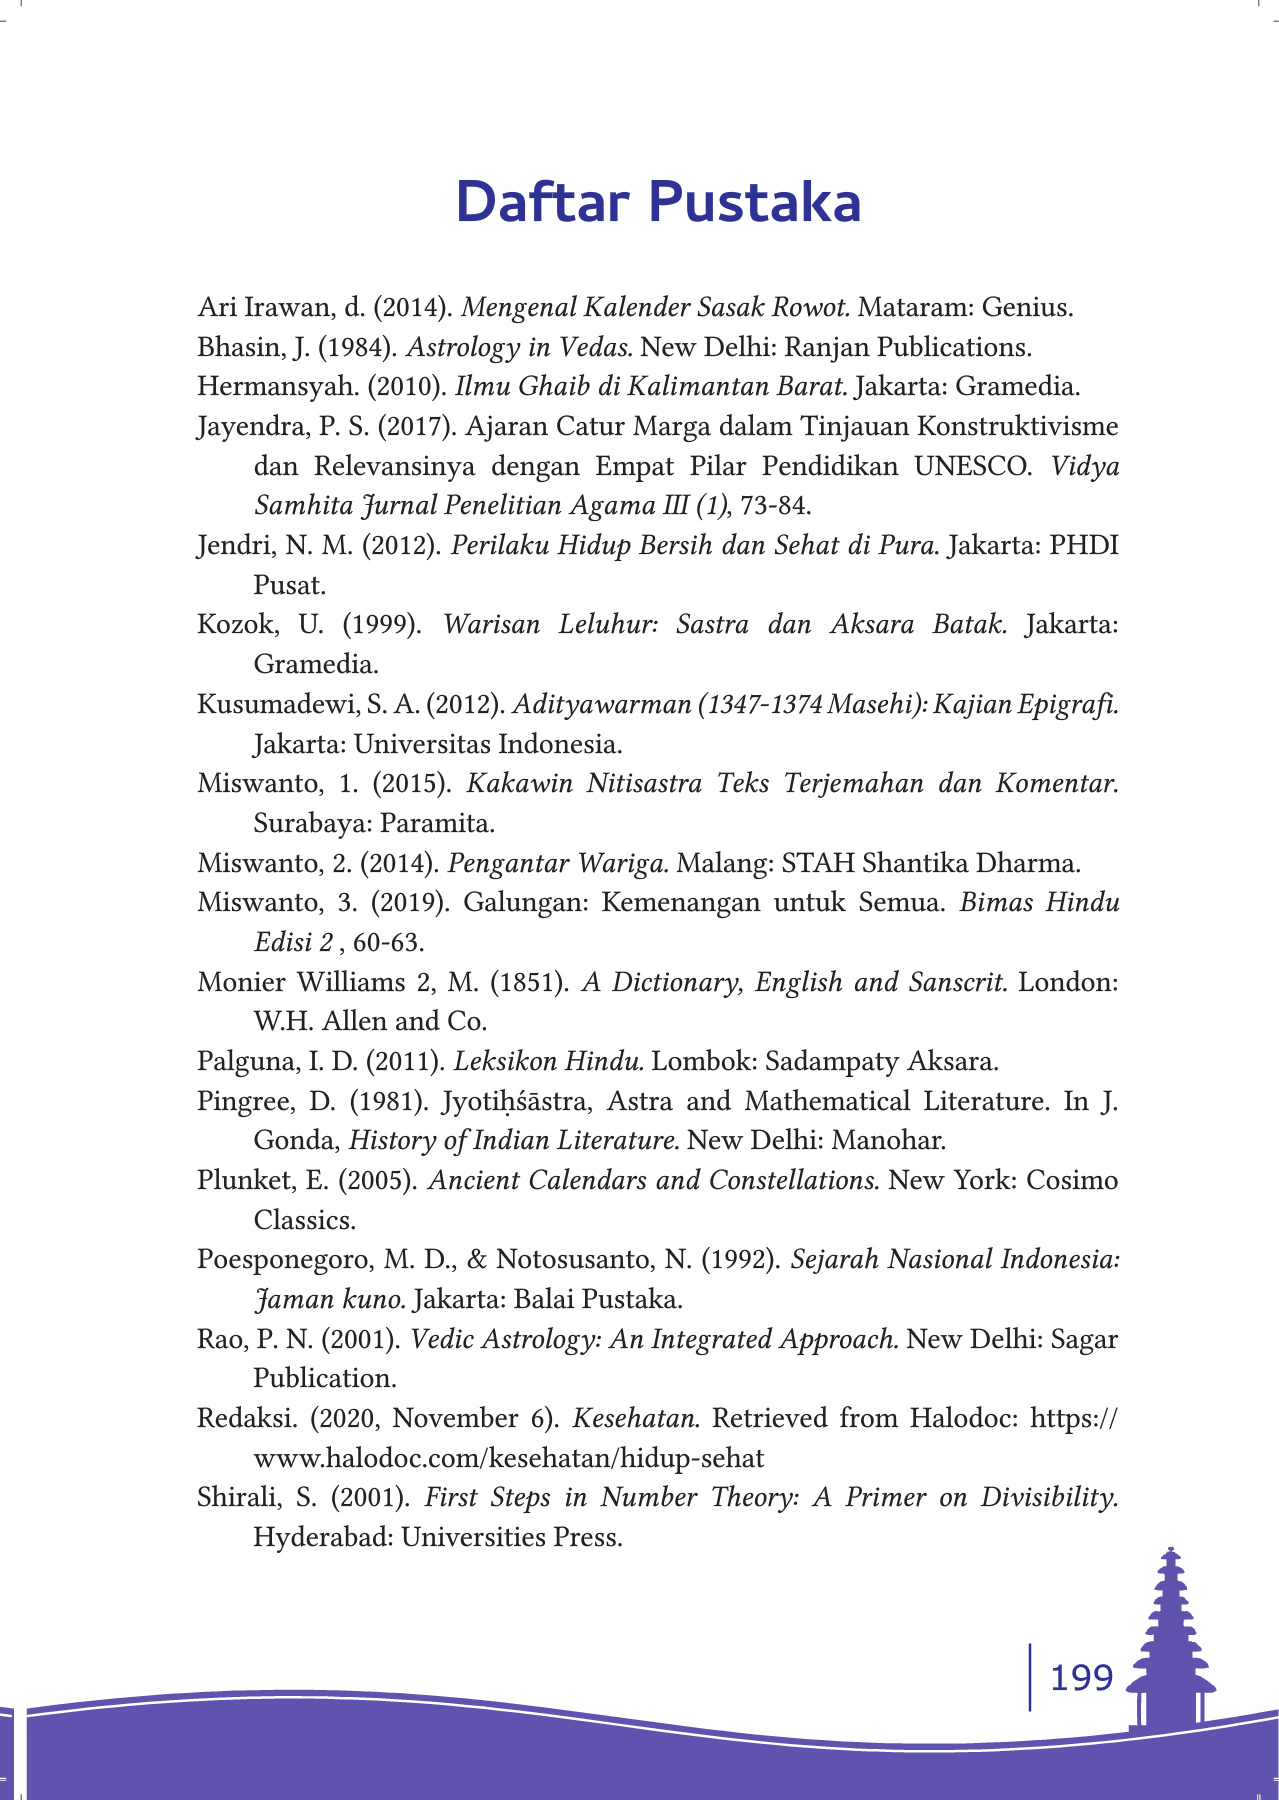 Daftar Pustaka
Ari Irawan, d. (2014). Mengenal Kalender Sasak Rowot. Mataram: Genius.
Bhasin, J. (1984). Astrology in Vedas. New Delhi: Ranjan Publications.
Hermansyah. (2010). Ilmu Ghaib di Kalimantan Barat. Jakarta: Gramedia.
Jayendra, P. S. (2017). Ajaran Catur Marga dalam Tinjauan Konstruktivisme
dan Relevansinya dengan Empat Pilar Pendidikan UNESCO. Vidya
Samhita Jurnal Penelitian Agama III (1), 73-84.
Jendri, N. M. (2012). Perilaku Hidup Bersih dan Sehat di Pura. Jakarta: PHDI
Pusat.
Kozok, U. (1999). Warisan Leluhur: Sastra dan Aksara Batak. Jakarta:
Gramedia.
Kusumadewi, S. A. (2012). Adityawarman (1347-1374 Masehi): Kajian Epigrafi.
Jakarta: Universitas Indonesia.
Miswanto, 1. (2015). Kakawin Nitisastra Teks Terjemahan dan Komentar.
Surabaya: Paramita.
Miswanto, 2. (2014). Pengantar Wariga. Malang: STAH Shantika Dharma.
Miswanto, 3. (2019). Galungan: Kemenangan untuk Semua. Bimas Hindu
Edisi 2 , 60-63.
Monier Williams 2, M. (1851). A Dictionary, English and Sanscrit. London:
W.H. Allen and Co.
Palguna, I. D. (2011). Leksikon Hindu. Lombok: Sadampaty Aksara.
Pingree, D. (1981). Jyotiḥśāstra, Astra and Mathematical Literature. In J.
Gonda, History of Indian Literature. New Delhi: Manohar.
Plunket, E. (2005). Ancient Calendars and Constellations. New York: Cosimo
Classics.
Poesponegoro, M. D., & Notosusanto, N. (1992). Sejarah Nasional Indonesia:
Jaman kuno. Jakarta: Balai Pustaka.
Rao, P. N. (2001). Vedic Astrology: An Integrated Approach. New Delhi: Sagar
Publication.
Redaksi. (2020, November 6). Kesehatan. Retrieved from Halodoc: https://
www.halodoc.com/kesehatan/hidup-sehat
Shirali, S. (2001). First Steps in Number Theory: A Primer on Divisibility.
Hyderabad: Universities Press.
199